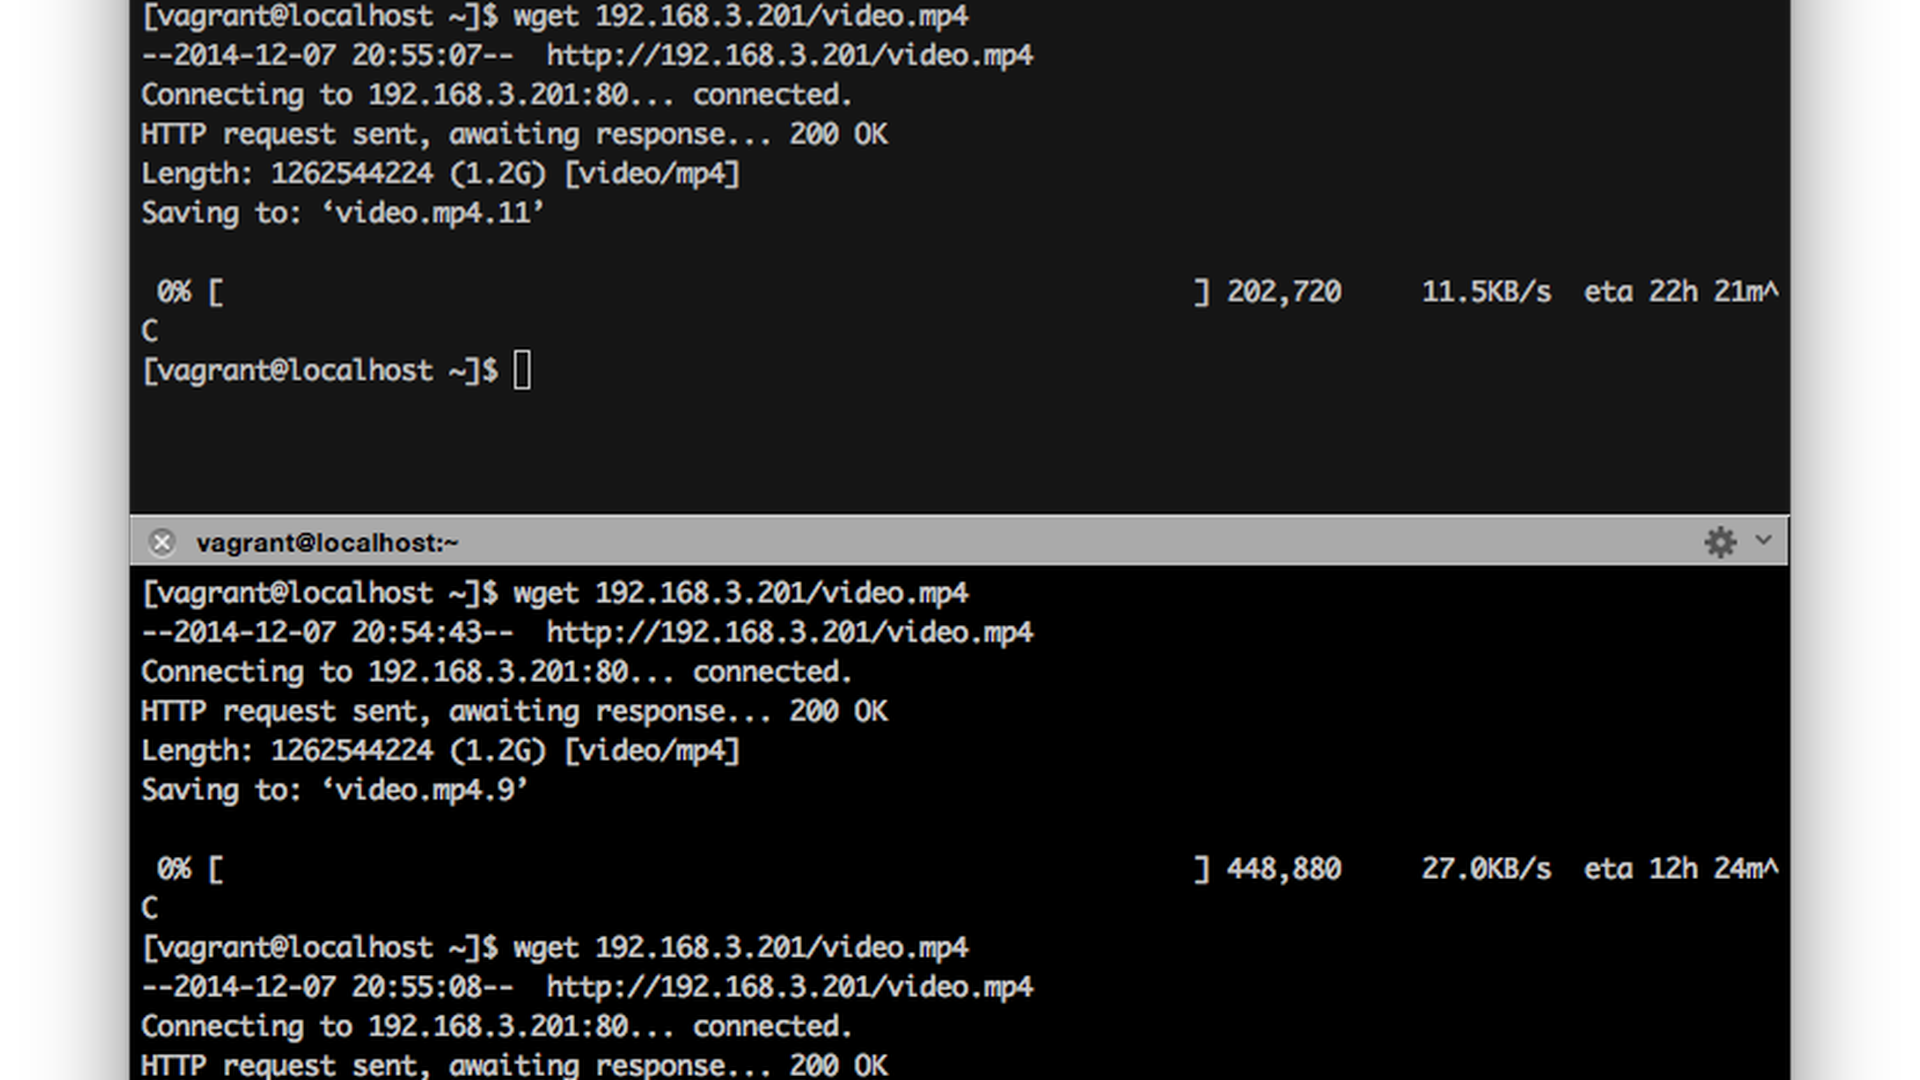 [vagrant@localhost ~]$ wget 192.168.3.201/video.mp4
--2014-12-07 20:55:07--  http://192.168.3.201/video.mp4
Connecting to 192.168.3.201:80... connected.
HTTP request sent, awaiting response... 200 OK
Length: 1262544224 (1.2G) [video/mp4]
Saving to: ‘video.mp4.11’
0% [ ] 202,720 11.5KB/s eta 22h 21m^
C
[vagrant@localhost ~]$
vagrant@localhost:~
[vagrant@localhost ~]$ wget 192.168.3.201/video.mp4
--2014-12-07 20:54:43--  http://192.168.3.201/video.mp4
Connecting to 192.168.3.201:80... connected.
HTTP request sent, awaiting response... 200 OK
Length: 1262544224 (1.2G) [video/mp4]
Saving to: ‘video.mp4.9’
0% [ ] 448,880 27.0KB/s eta 12h 24m^
C
[vagrant@localhost ~]$ wget 192.168.3.201/video.mp4
--2014-12-07 20:55:08--  http://192.168.3.201/video.mp4
Connecting to 192.168.3.201:80... connected.
HTTP request sent, awaiting response... 200 OK